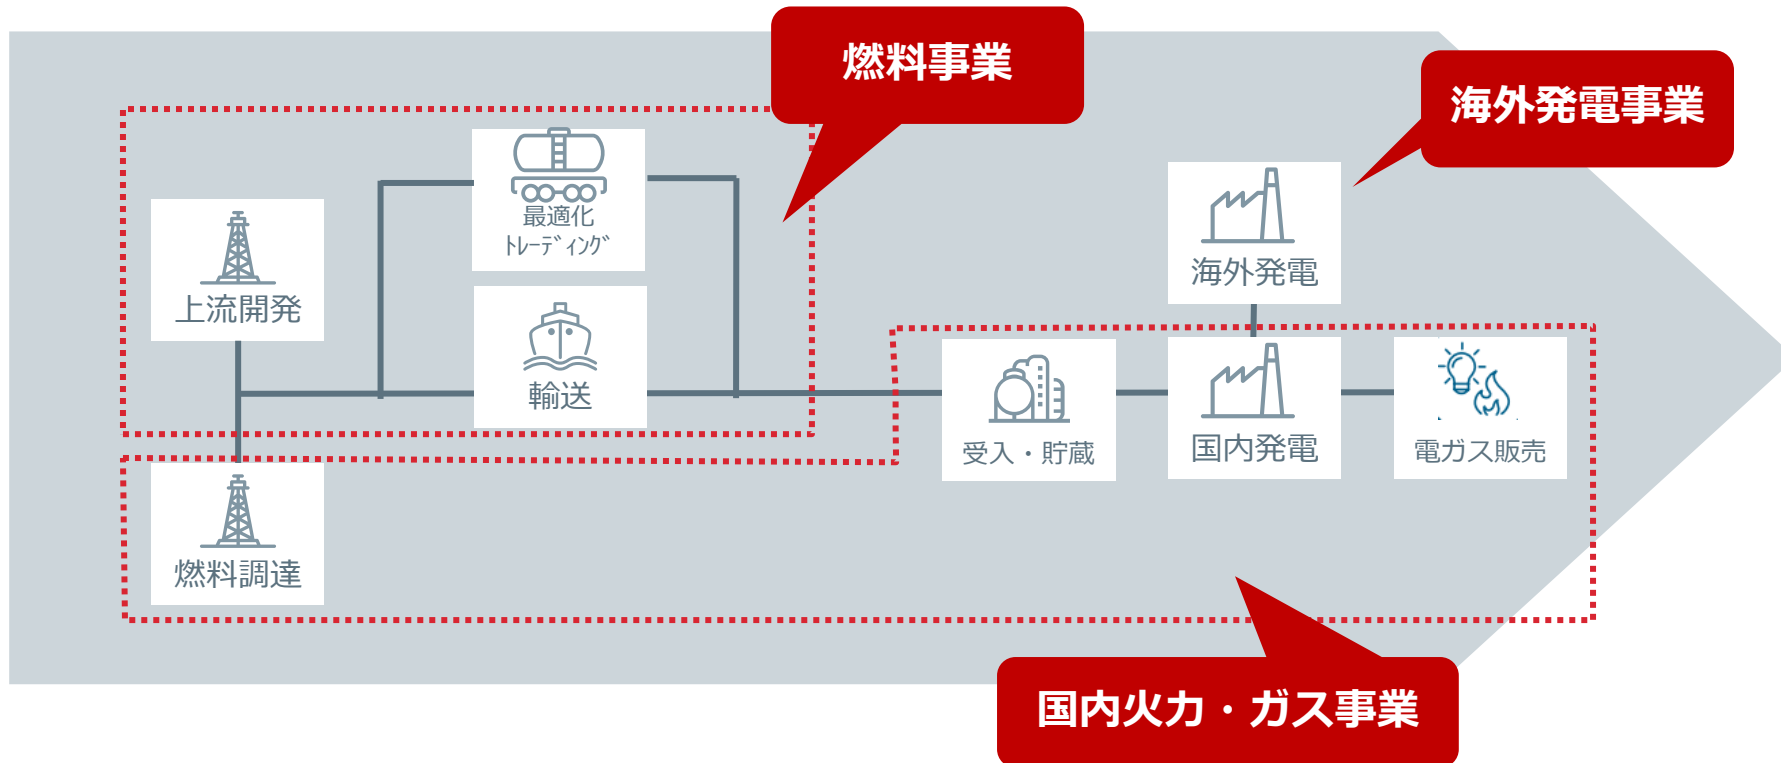 燃料事業
海外発電事業
最適化
ﾄﾚｰﾃﾞｨﾝｸﾞ
上流開発
輸送
海外発電
受入・貯蔵
国内発電
電ガス販売
燃料調達
国内火力・ガス事業